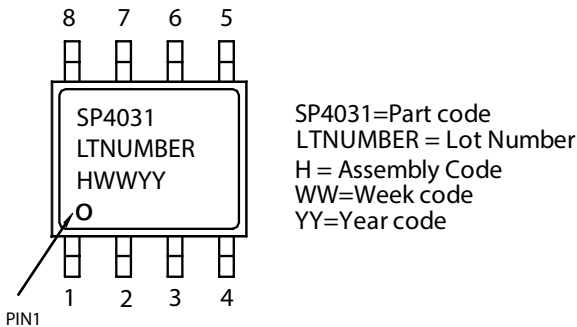 8 7 6 5
SP4031
LTNUMBER
HWWYY
O
1 2 3 4
PIN1
SP4031=Part code
LTNUMBER = Lot Number
H = Assembly Code
WW=Week code
YY=Year code